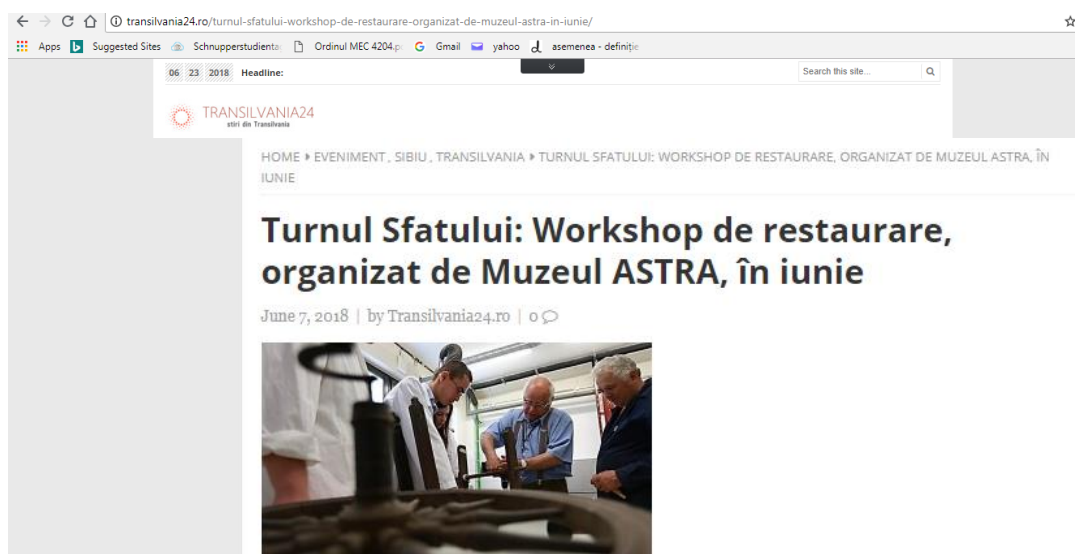 transilvania24.ro/turnul-sfatului-workshop-de-restaurare-organizat-de-muzeul-astra-in-iunie/
Apps Suggested Sites Schnupperstudienta Ordinul MEC 4204.p Gmail yahoo asemenea - definiție
06 23 2018 Headline: Search this site...
TRANSILVANIA24
stiri din Transilvania
HOME EVENIMENT, SIBIU, TRANSILVANIA TURNUL SFATULUI: WORKSHOP DE RESTAURARE, ORGANIZAT DE MUZEUL ASTRA, ÎN
IUNIE
Turnul Sfatului: Workshop de restaurare,
organizat de Muzeul ASTRA, în iunie
June 7, 2018 | by Transilvania24.ro | 0